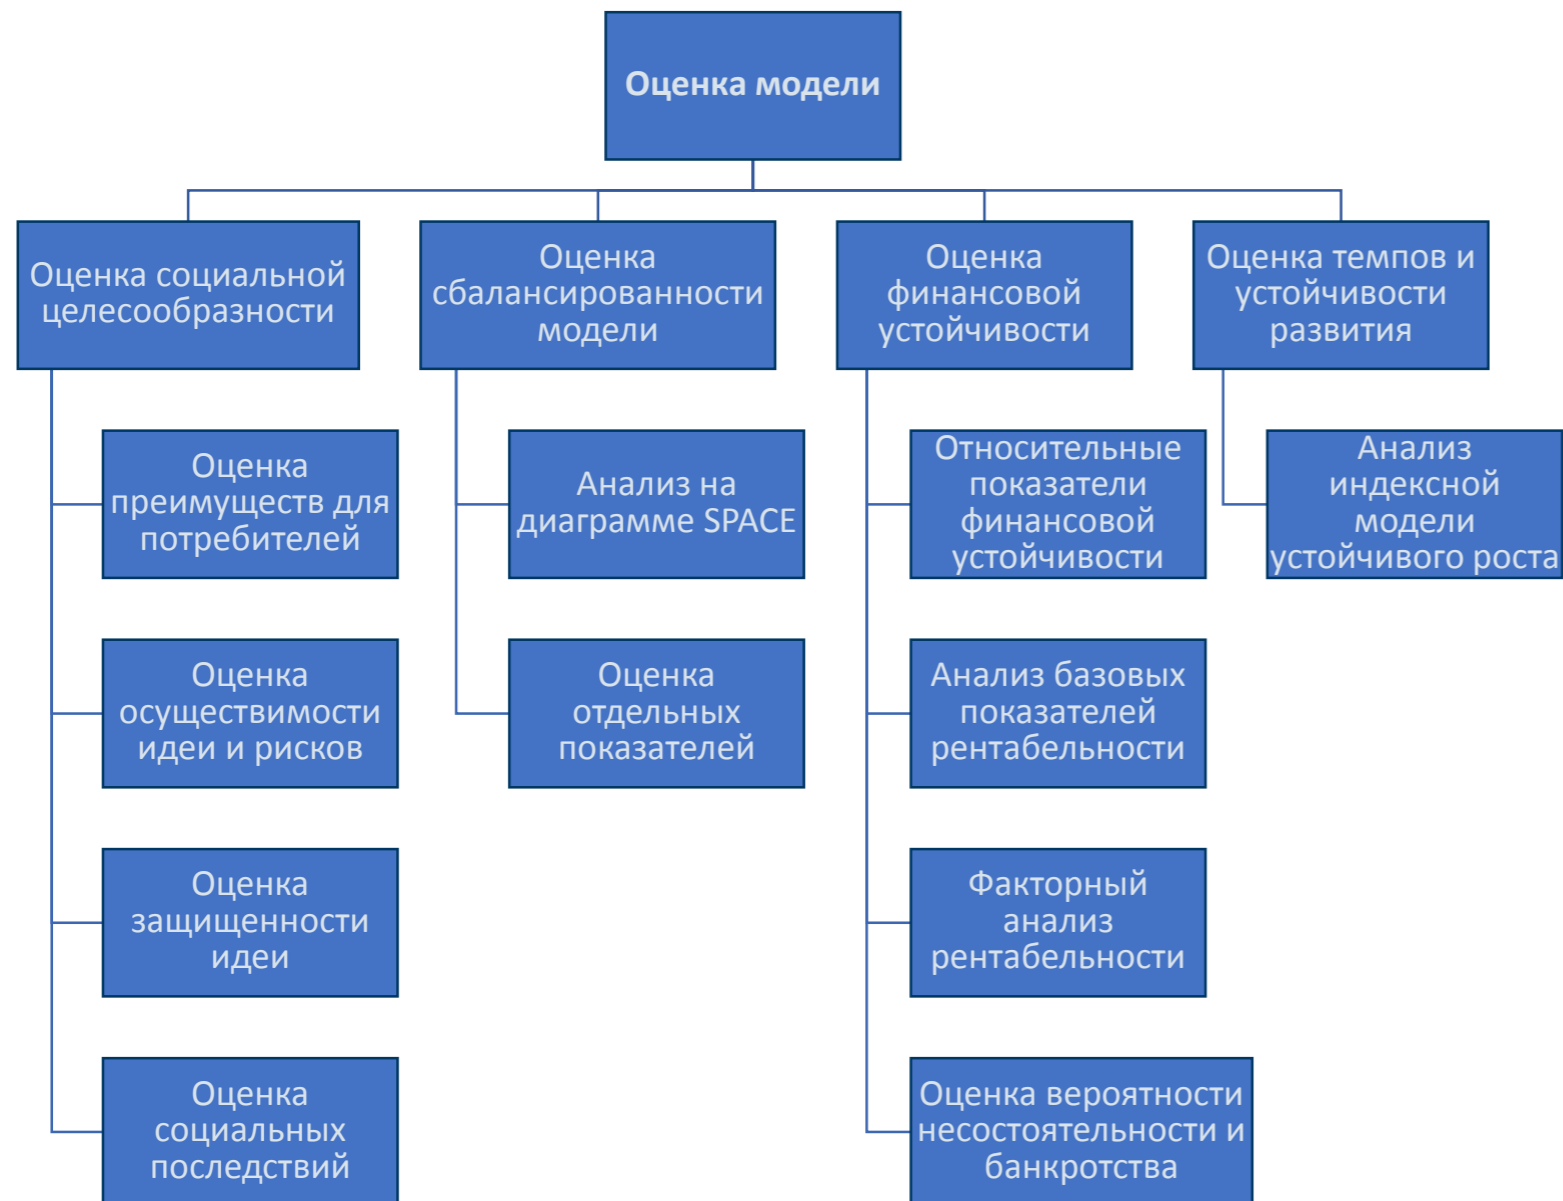 Оценка модели
Оценка социальной
целесообразности
Оценка
преимуществ для
потребителей
Оценка
осуществимости
идеи и рисков
Оценка
защищенности
идеи
Оценка
социальных
последствий
Оценка
сбалансированности
модели
Анализ на
диаграмме SPACE
Оценка
отдельных
показателей
Оценка
финансовой
устойчивости
Относительные
показатели
финансовой
устойчивости
Анализ базовых
показателей
рентабельности
Факторный
анализ
рентабельности
Оценка вероятности
несостоятельности и
банкротства
Оценка темпов и
устойчивости
развития
Анализ
индексной
модели
устойчивого роста